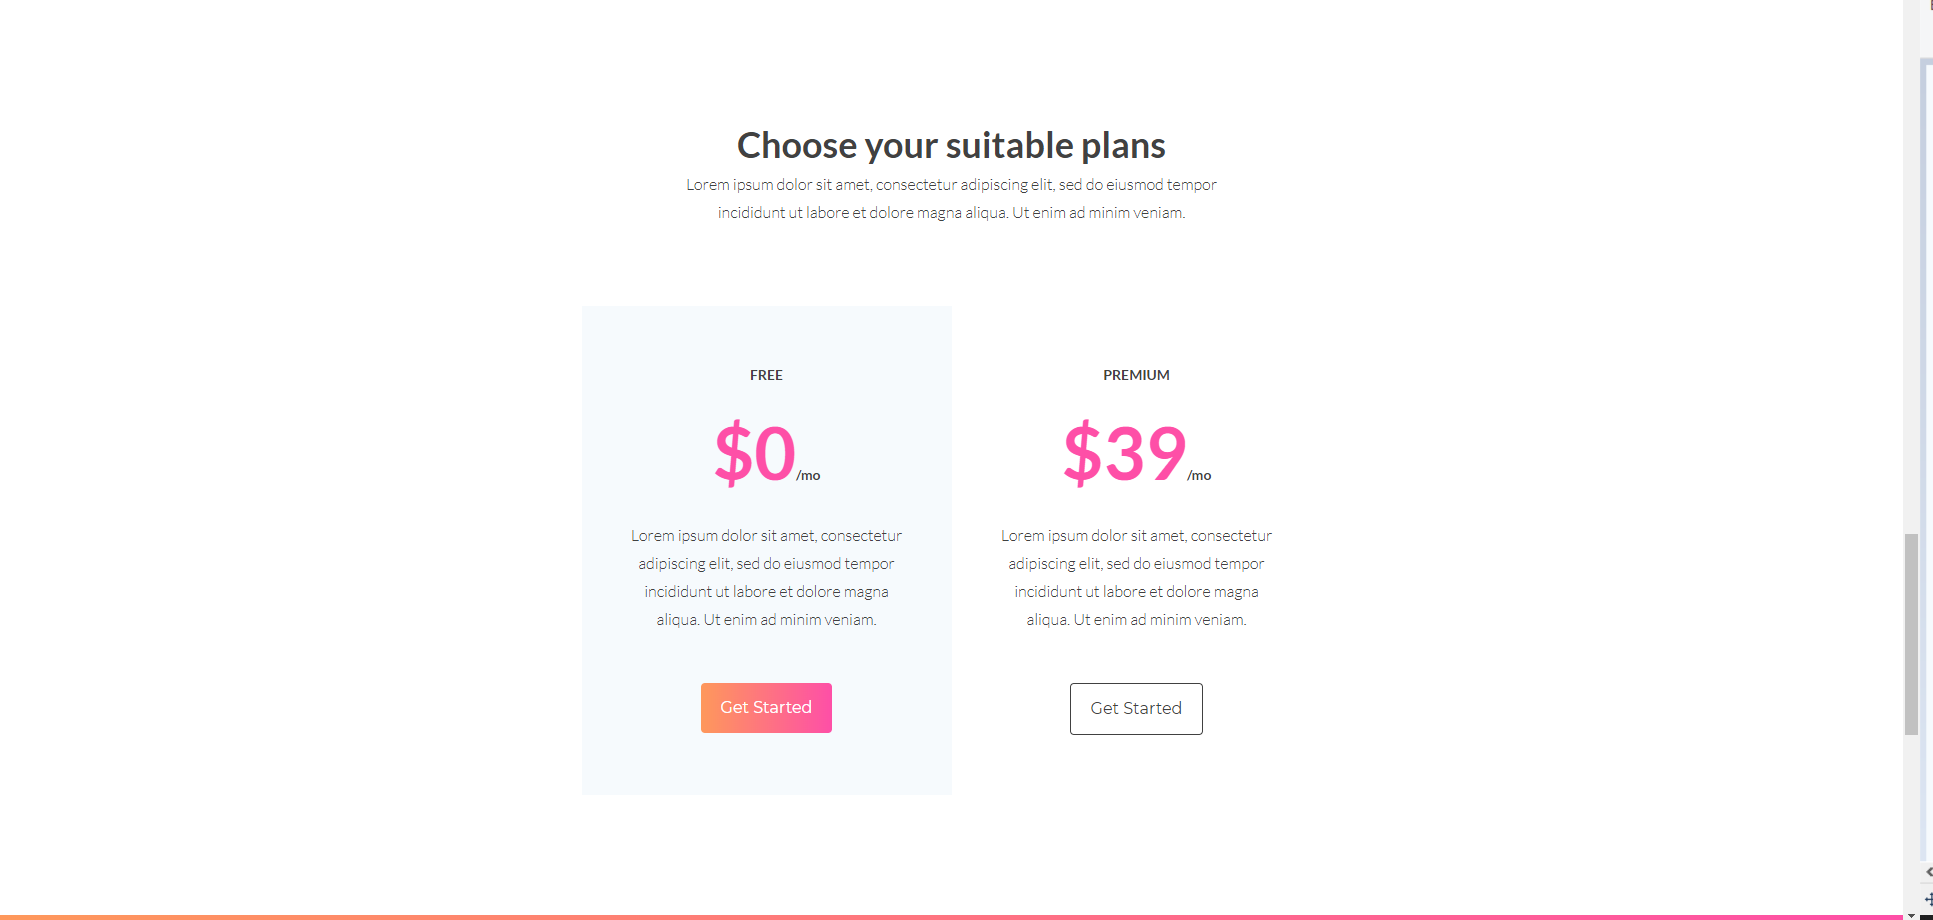 Choose your suitable plans
Lorem ipsum dolor sit amet, consectetur adipiscing elit, sed do eiusmod tempor
incididunt ut labore et dolore magna aliqua. Ut enim ad minim veniam.
FREE
$0/mo
Lorem ipsum dolor sit amet, consectetur
adipiscing elit, sed do eiusmod tempor
incididunt ut labore et dolore magna
aliqua. Ut enim ad minim veniam.
Get Started
PREMIUM
$39/mo
Lorem ipsum dolor sit amet, consectetur
adipiscing elit, sed do eiusmod tempor
incididunt ut labore et dolore magna
aliqua. Ut enim ad minim veniam.
Get Started